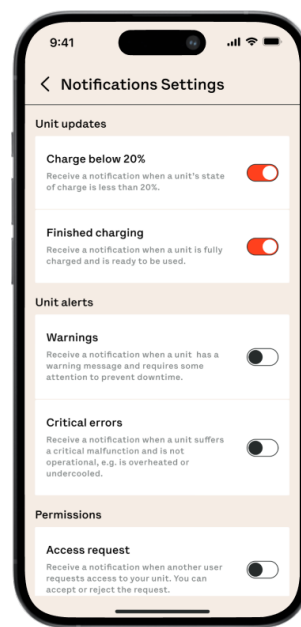 9:41
Notifications Settings
Unit updates
Charge below 20%
Receive a notification when a unit's state
of charge is less than 20%.
Finished charging
Receive a notification when a unit is fully
charged and is ready to be used.
Unit alerts
Warnings
Receive a notification when a unit has a
warning message and requires some
attention to prevent downtime.
Critical errors
Receive a notification when a unit suffers
a critical malfunction and is not
operational, e.g. is overheated or
undercooled.
Permissions
Access request
Receive a notification when another user
requests access to your unit. You can
accept or reject the request.